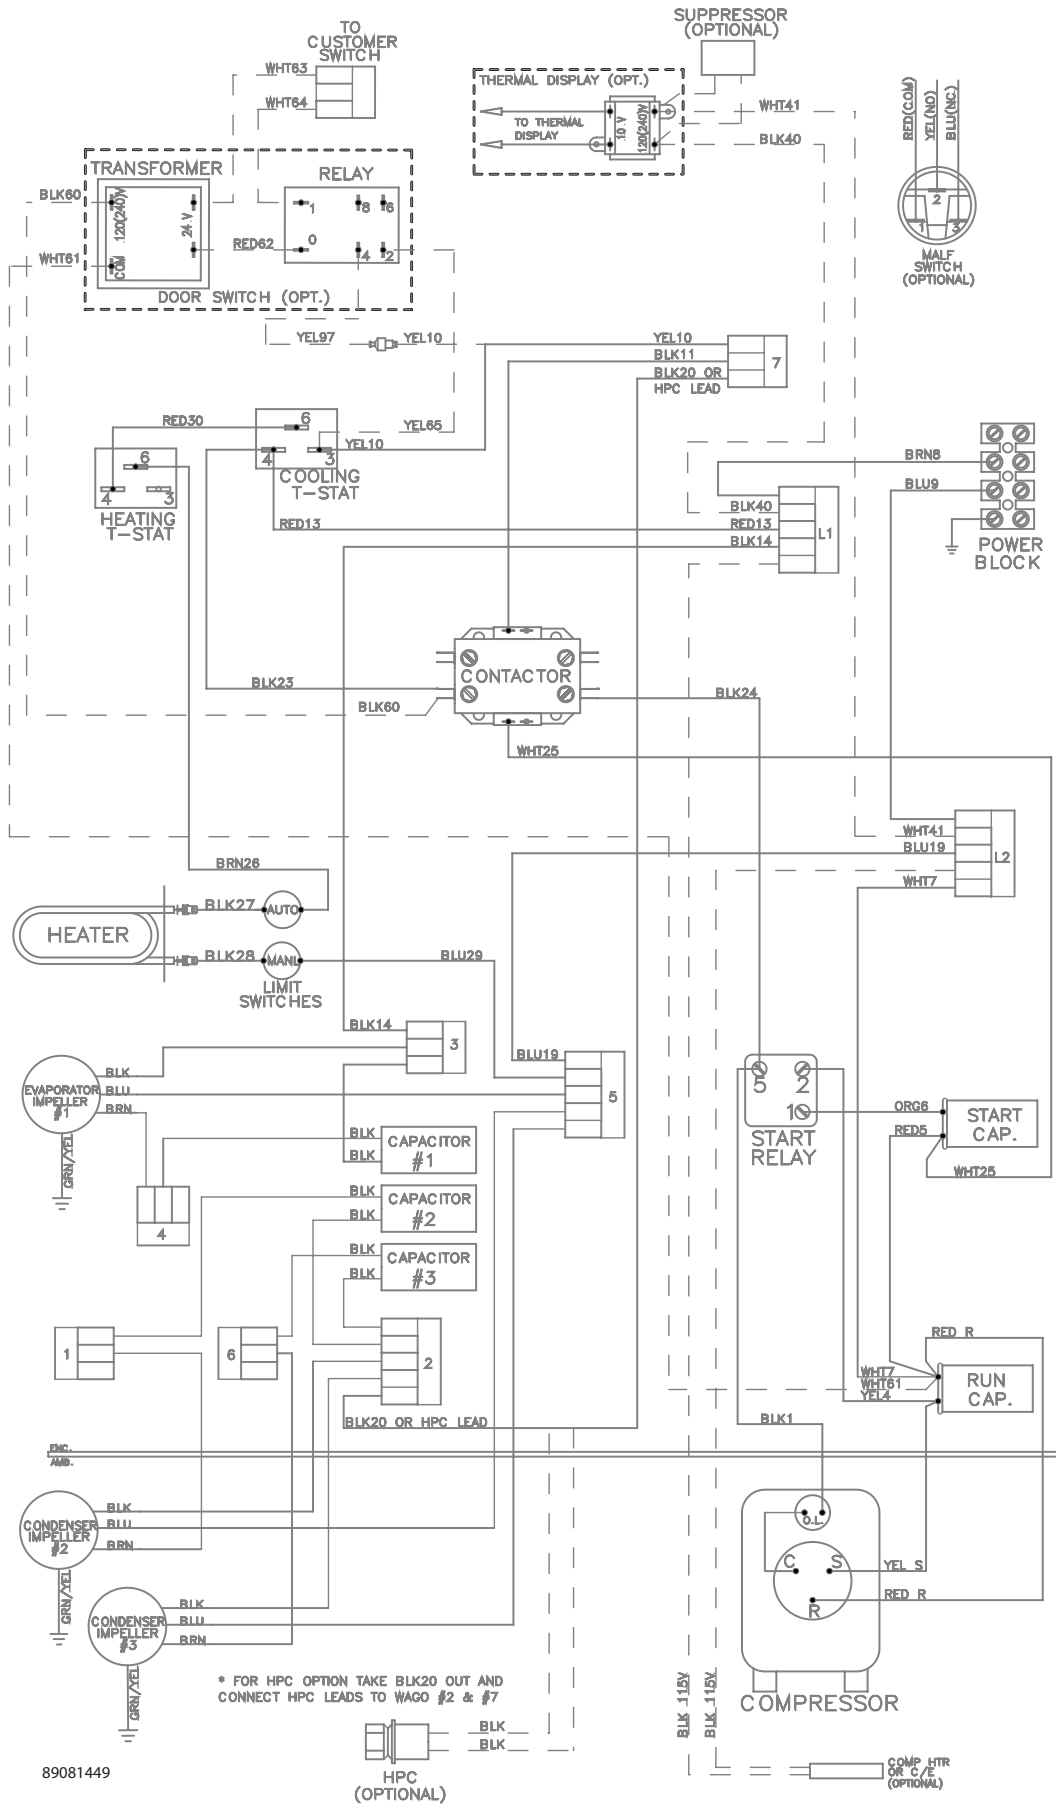 TO
CUSTOMER
SWITCH
WHT63
WHT64
SUPPRESSOR
(OPTIONAL)
THERMAL DISPLAY (OPT.)
TO THERMAL
DISPLAY
10 V
120(240)V
WHT41
BLK40
RED(COM)
YEL(NO)
BLU(NC)
2
1
3
MALF
SWITCH
(OPTIONAL)
TRANSFORMER
RELAY
BLK60
WHT61
120(240)V
COM
24 V
RED62
1
8
6
0
4
2
DOOR SWITCH (OPT.)
YEL97
YEL10
YEL10
BLK11
BLK20 OR
HPC LEAD
7
RED30
6
4
3
YEL65
YEL10
COOLING
T-STAT
6
4
3
HEATING
T-STAT
BRN8
BLU9
POWER
BLOCK
BLK40
RED13
RED13
BLK14
L1
CONTACTOR
BLK23
BLK60
BLK24
WHT25
WHT41
BLU19
WHT7
L2
BRN26
HEATER
BLK27
AUTO
BLK28
MANL
LIMIT
SWITCHES
BLU29
BLK14
3
BLU19
5
EVAPORATOR
IMPELLER
#1
BLK
BLU
BRN
GRN/YEL
4
BLK
BLK
CAPACITOR
#1
BLK
BLK
CAPACITOR
#2
BLK
BLK
CAPACITOR
#3
5
2
1
START
RELAY
ORG6
RED5
START
CAP.
WHT25
1
6
2
BLK20 OR HPC LEAD
RED R
WHT7
WHT61
YEL4
RUN
CAP.
BLK1
ENC.
AMB.
CONDENSER
IMPELLER
#2
BLK
BLU
BRN
GRN/YEL
CONDENSER
IMPELLER
#3
BLK
BLU
BRN
GRN/YEL
O.L.
C
S
R
YEL S
RED R
COMPRESSOR
* FOR HPC OPTION TAKE BLK20 OUT AND
CONNECT HPC LEADS TO WAGO #2 & #7
BLK
BLK
HPC
(OPTIONAL)
BLK 115V
BLK 115V
COMP HTR
OR C/E
(OPTIONAL)
89081449